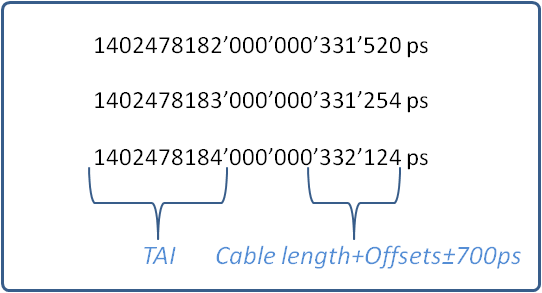 1402478182’000’000’331’520 ps
1402478183’000’000’331’254 ps
1402478184’000’000’332’124 ps
TAI Cable length+Offsets±700ps